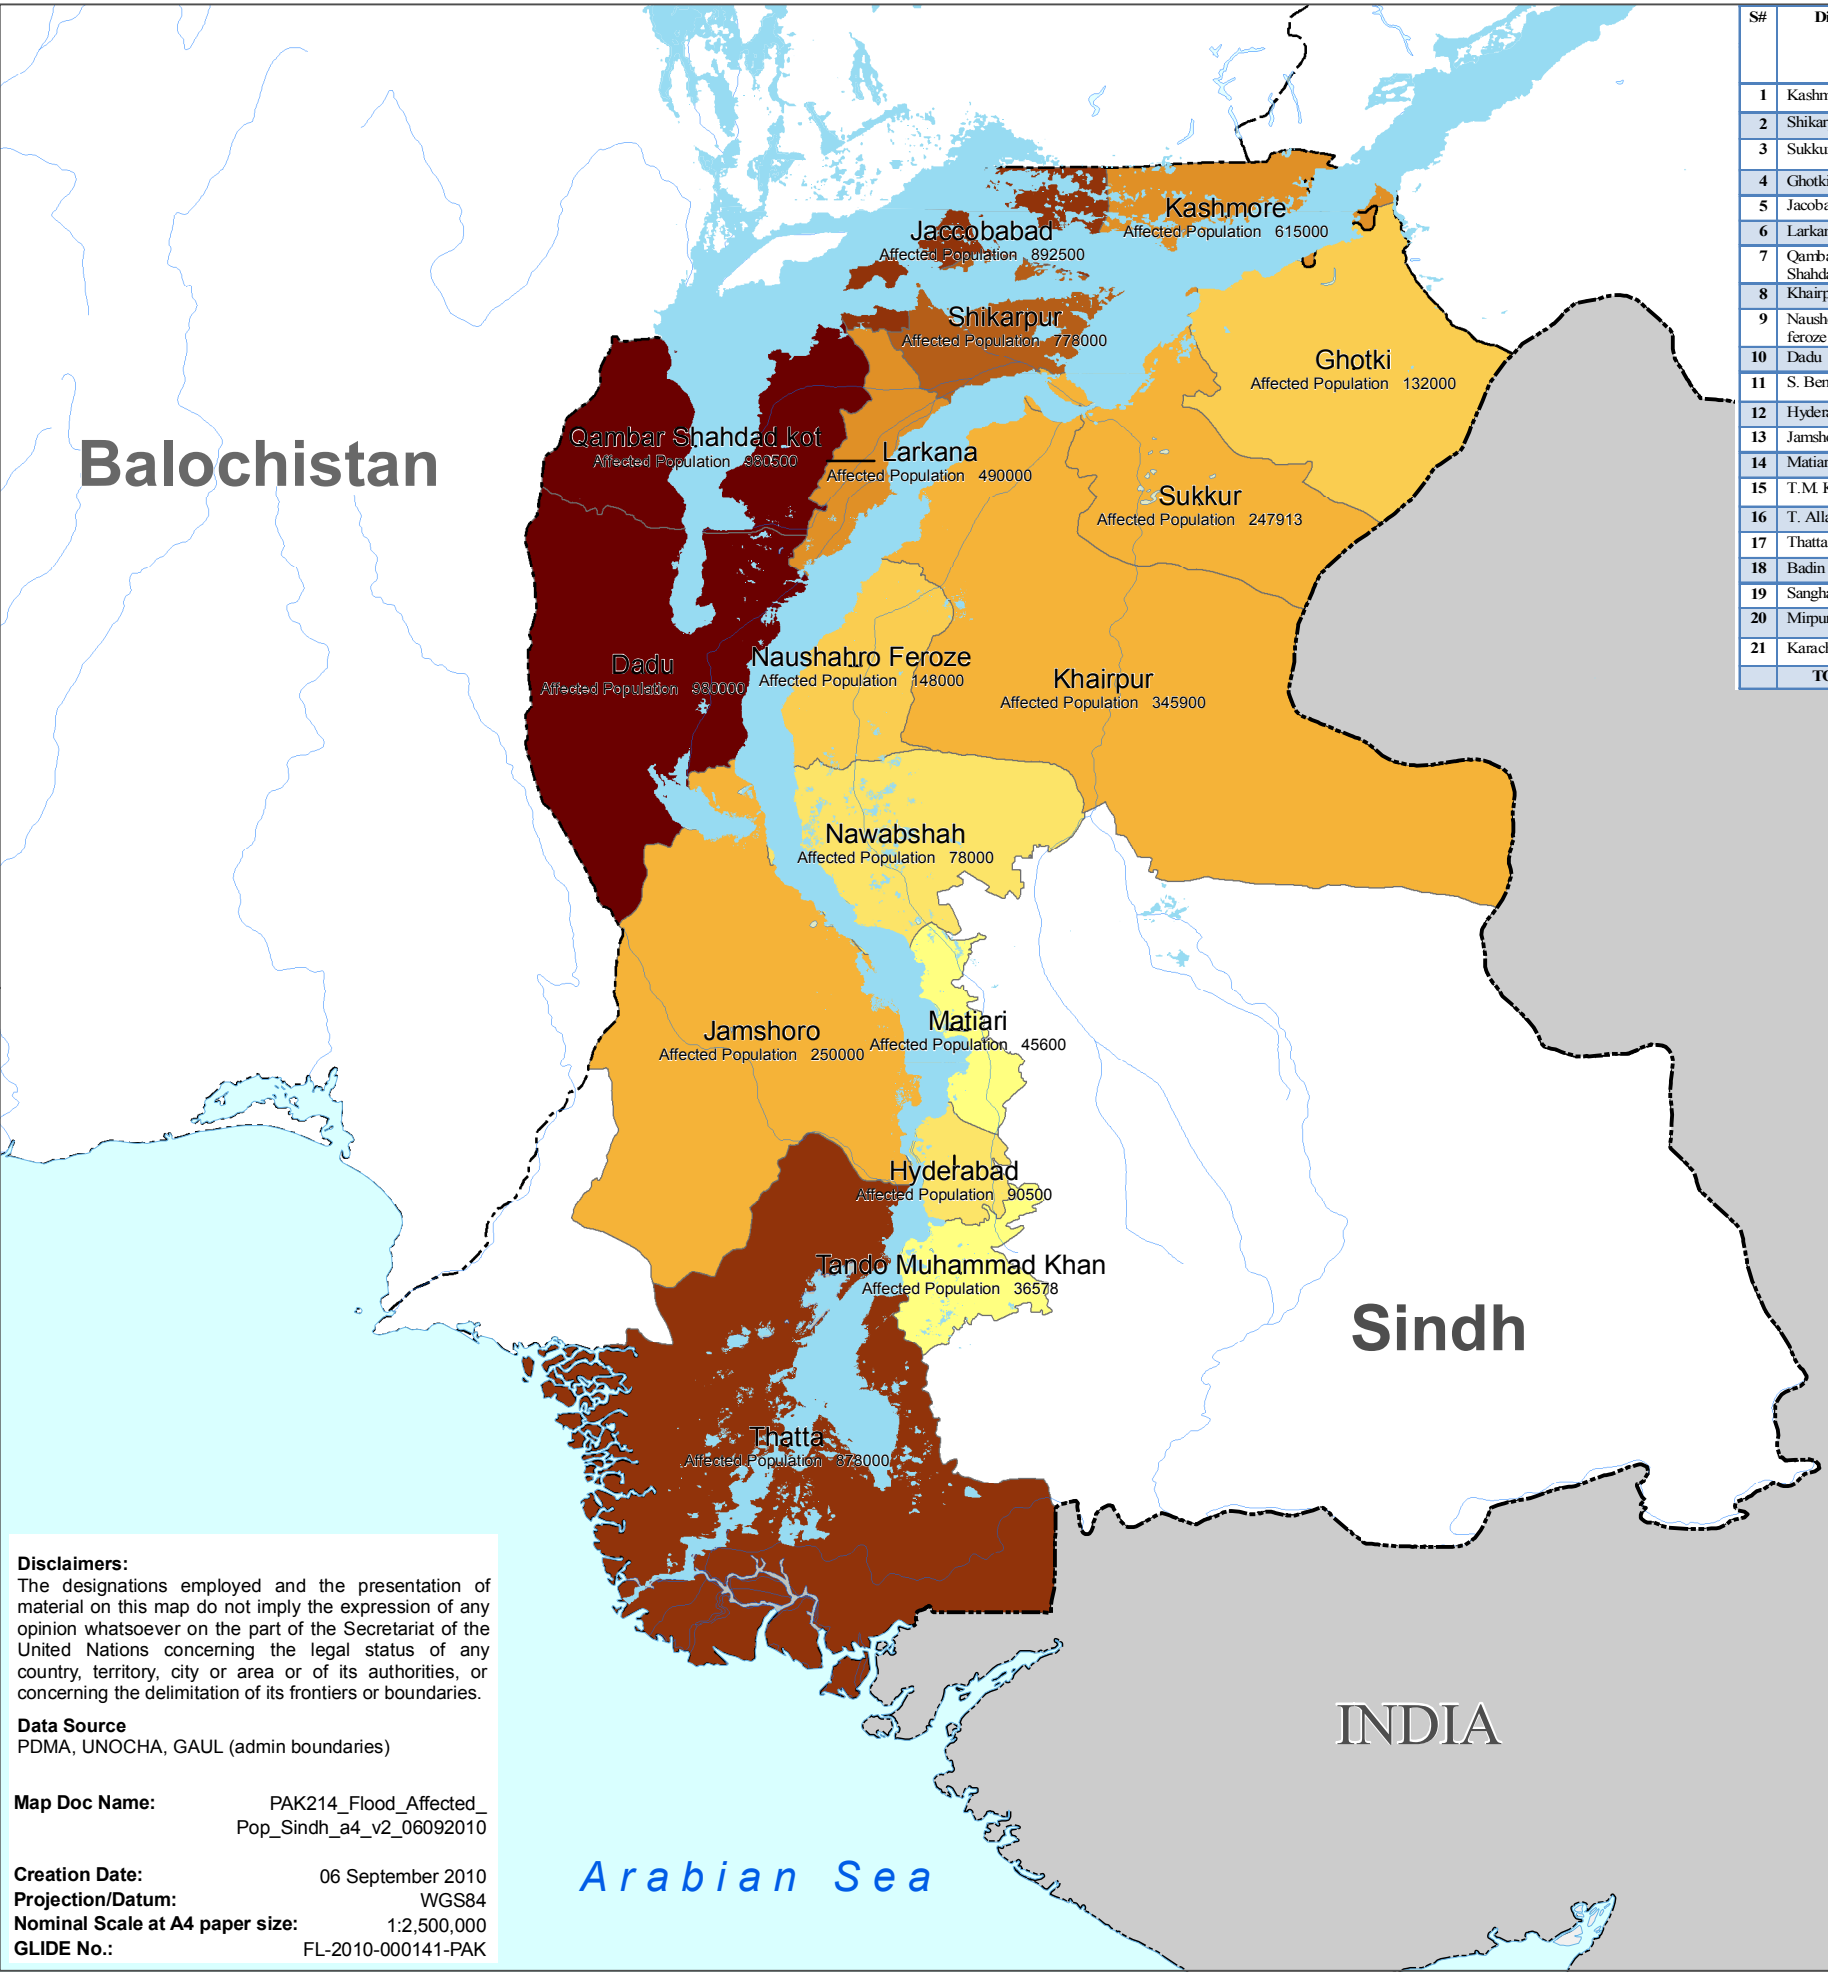 S#
1
2
3
4 Ghotki
5
6
7
8
9
feroze
10 Dadu
11
12
13
14
15
16
17 Thatta
18 Badin
19
20
21
Kashmore
Affected Population 615000
Jaccobabad
Affected Population 892500
Shikarpur
Affected Population 778000
Ghotki
Affected Population 132000
Balochistan
Qambar Shahdad kot
Affected Population 980500
Larkana
Affected Population 490000
Sukkur
Affected Population 247913
Dadu
Affected Population 980000
Naushahro Feroze
Affected Population 148000
Khairpur
Affected Population 345900
Nawabshah
Affected Population 78000
Jamshoro
Affected Population 250000
Matiari
Affected Population 45600
Hyderabad
Affected Population 90500
Tando Muhammad Khan
Affected Population 36578
Sindh
Thatta
Affected Population 878000
INDIA
Arabian Sea
Disclaimers:
The designations employed and the presentation of
material on this map do not imply the expression of any
opinion whatsoever on the part of the Secretariat of the
United Nations concerning the legal status of any
country, territory, city or area or of its authorities, or
concerning the delimitation of its frontiers or boundaries.
Data Source
PDMA, UNOCHA, GAUL (admin boundaries)
Map Doc Name: PAK214_Flood_Affected_
Pop_Sindh_a4_v2_06092010
Creation Date: 06 September 2010
Projection/Datum: WGS84
Nominal Scale at A4 paper size: 1:2,500,000
GLIDE No.: FL-2010-000141-PAK